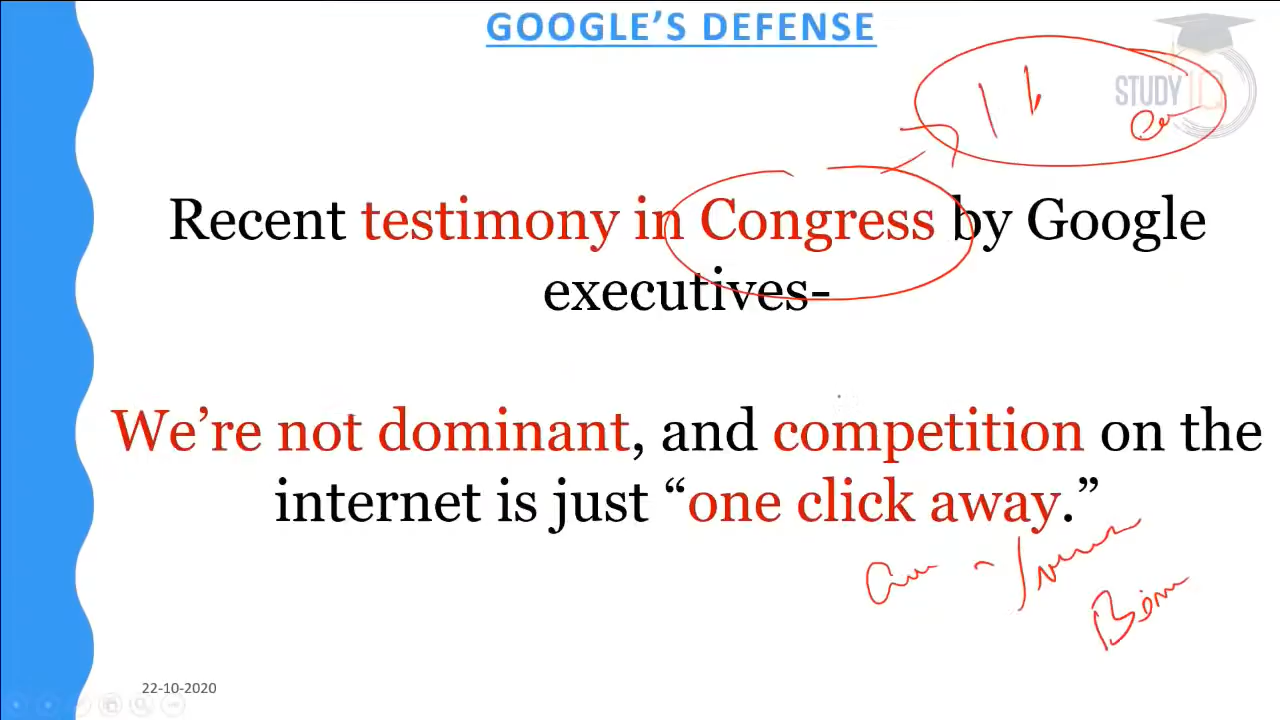 GOOGLE'S DEFENSE
STUDY IQ
Recent testimony in Congress by Google
executives-
We're not dominant, and competition on the
internet is just “one click away.”
22-10-2020